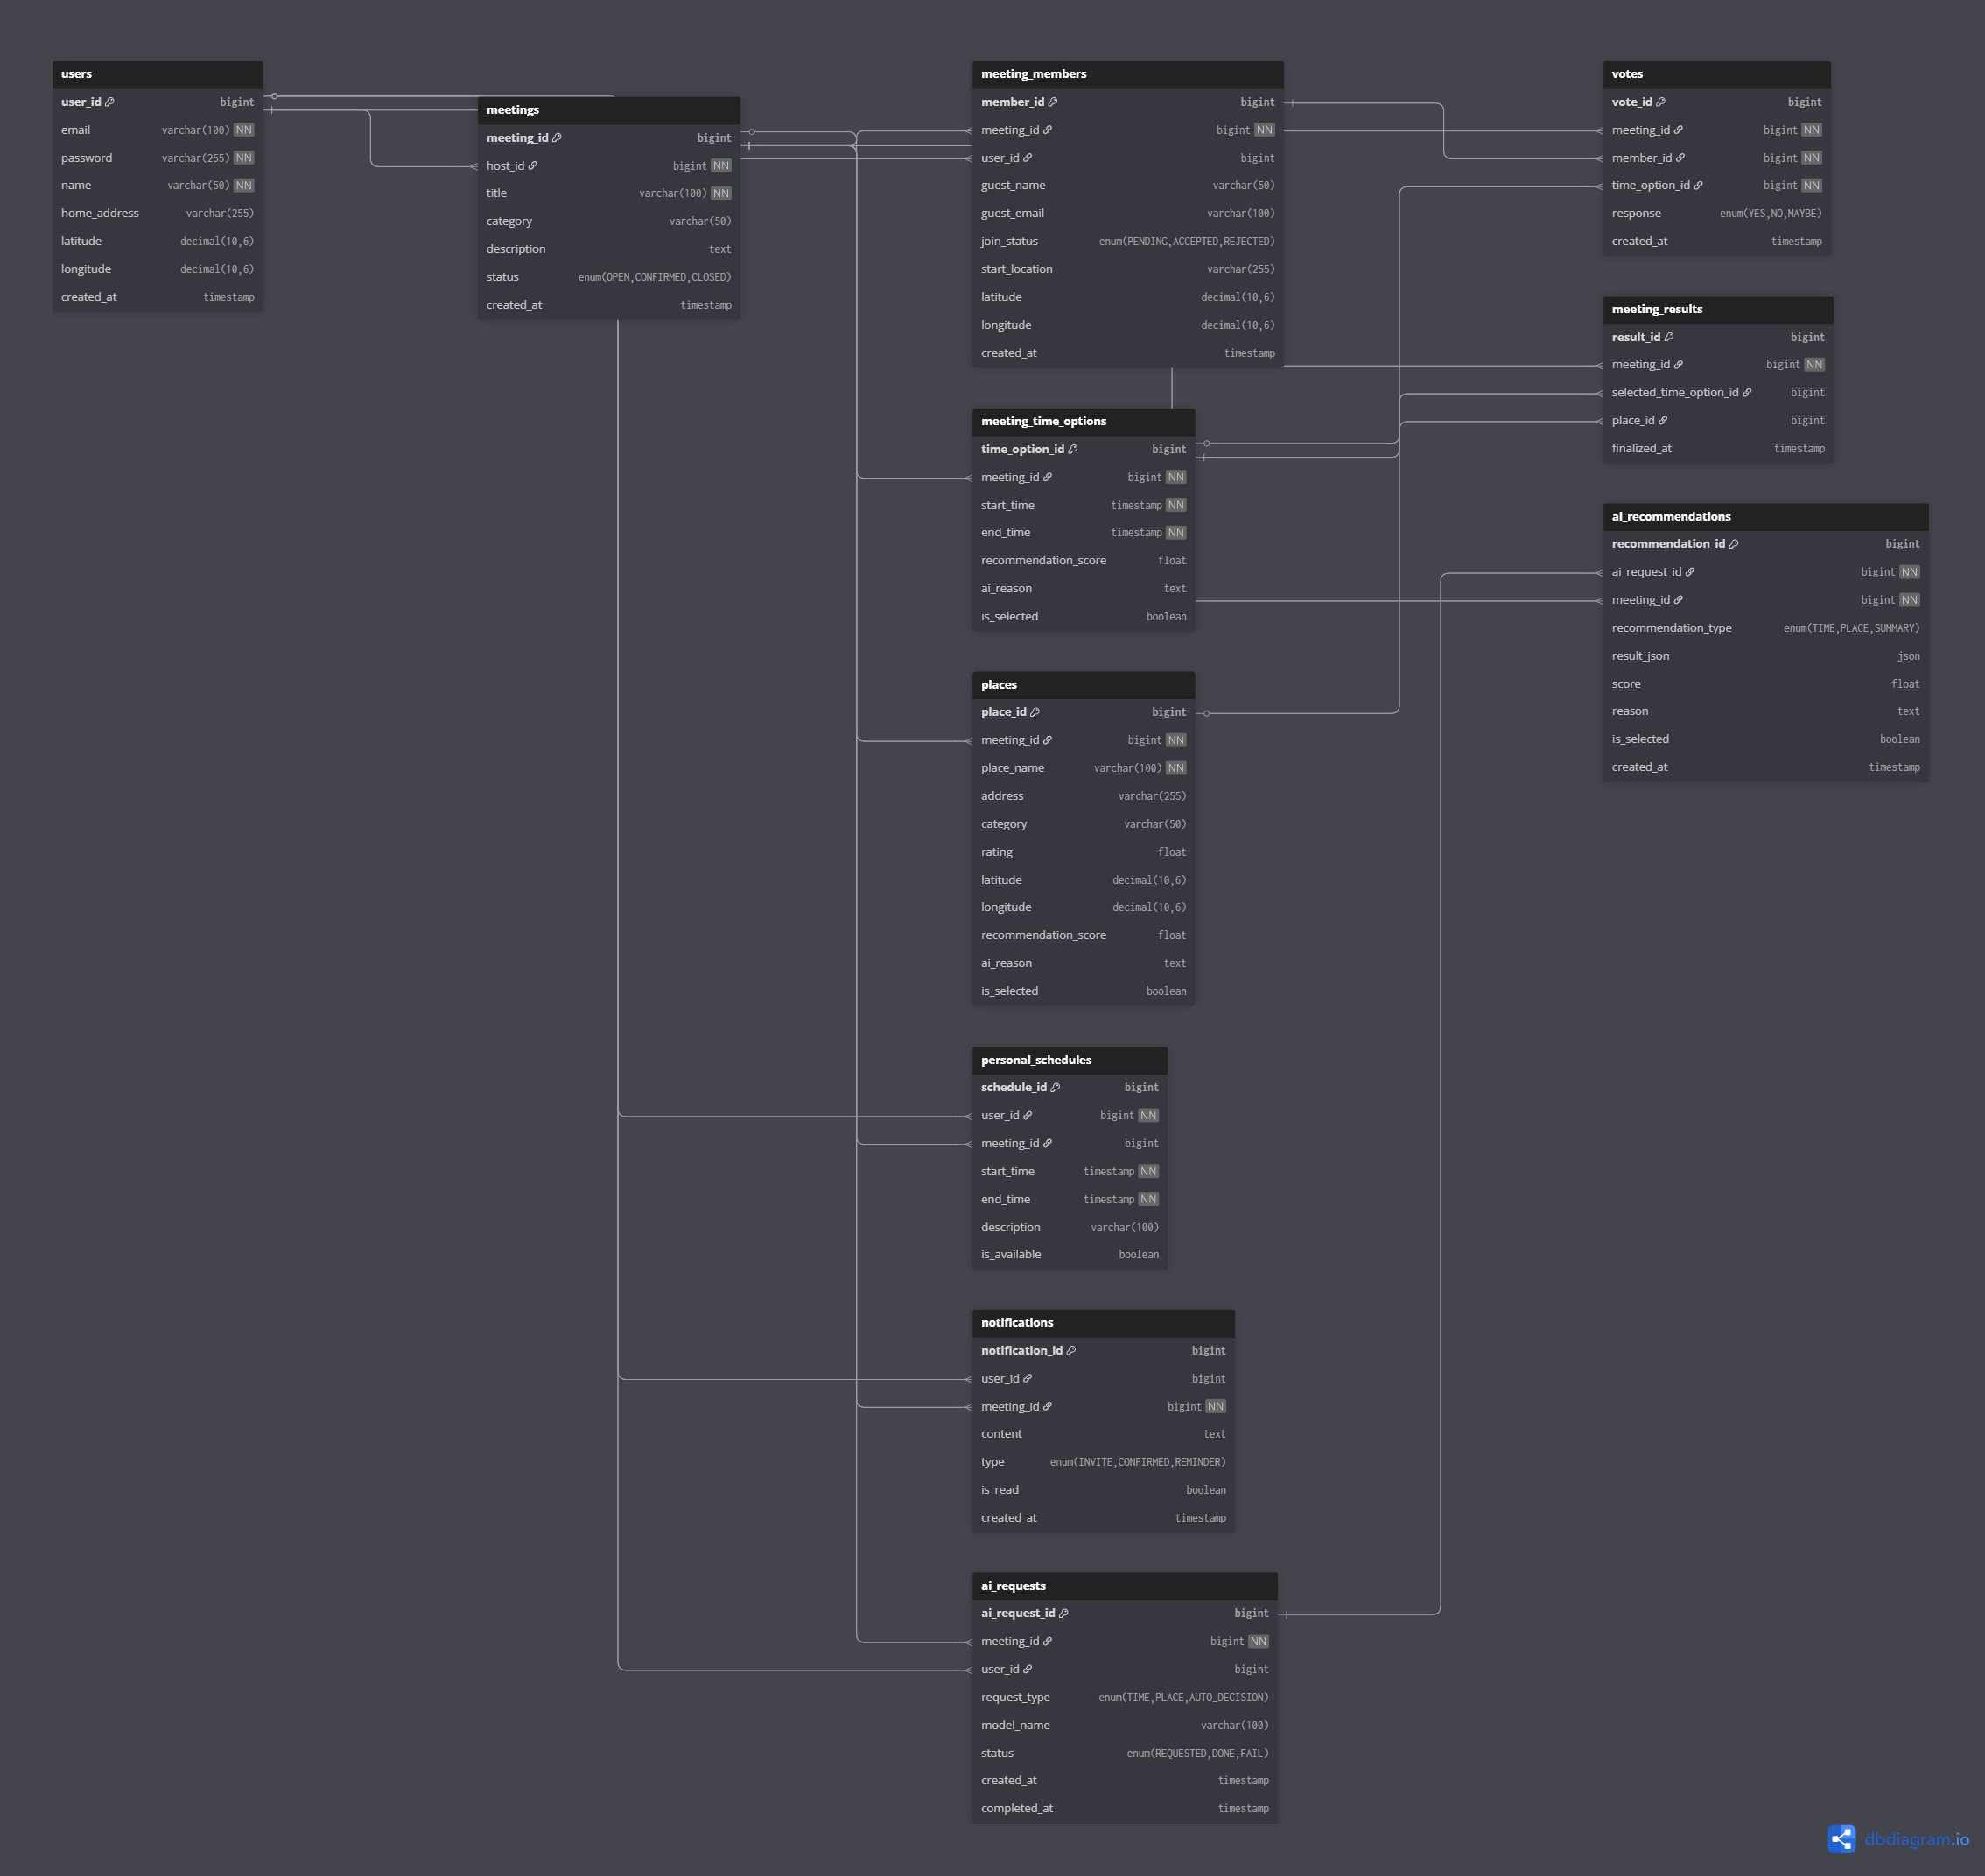 users
user_id bigint
email varchar(100) NN
password varchar(255) NN
name varchar(50) NN
home_address varchar(255)
latitude decimal(10,6)
longitude decimal(10,6)
created_at timestamp
meetings
meeting_id bigint
host_id bigint NN
title varchar(100) NN
category varchar(50)
description text
status enum(OPEN,CONFIRMED,CLOSED)
created_at timestamp
meeting_members
member_id bigint
meeting_id bigint NN
user_id bigint
guest_name varchar(50)
guest_email varchar(100)
join_status enum(PENDING,ACCEPTED,REJECTED)
start_location varchar(255)
latitude decimal(10,6)
longitude decimal(10,6)
created_at timestamp
meeting_time_options
time_option_id bigint
meeting_id bigint NN
start_time timestamp NN
end_time timestamp NN
recommendation_score float
ai_reason text
is_selected boolean
places
place_id bigint
meeting_id bigint NN
place_name varchar(100) NN
address varchar(255)
category varchar(50)
rating float
latitude decimal(10,6)
longitude decimal(10,6)
recommendation_score float
ai_reason text
is_selected boolean
personal_schedules
schedule_id bigint
user_id bigint NN
meeting_id bigint
start_time timestamp NN
end_time timestamp NN
description varchar(100)
is_available boolean
notifications
notification_id bigint
user_id bigint
meeting_id bigint NN
content text
type enum(INVITE,CONFIRMED,REMINDER)
is_read boolean
created_at timestamp
ai_requests
ai_request_id bigint
meeting_id bigint NN
user_id bigint
request_type enum(TIME,PLACE,AUTO_DECISION)
model_name varchar(100)
status enum(REQUESTED,DONE,FAIL)
created_at timestamp
completed_at timestamp
votes
vote_id bigint
meeting_id bigint NN
member_id bigint NN
time_option_id bigint NN
response enum(YES,NO,MAYBE)
created_at timestamp
meeting_results
result_id bigint
meeting_id bigint NN
selected_time_option_id bigint
place_id bigint
finalized_at timestamp
ai_recommendations
recommendation_id bigint
ai_request_id bigint NN
meeting_id bigint NN
recommendation_type enum(TIME,PLACE,SUMMARY)
result_json json
score float
reason text
is_selected boolean
created_at timestamp
dbdiagram.io